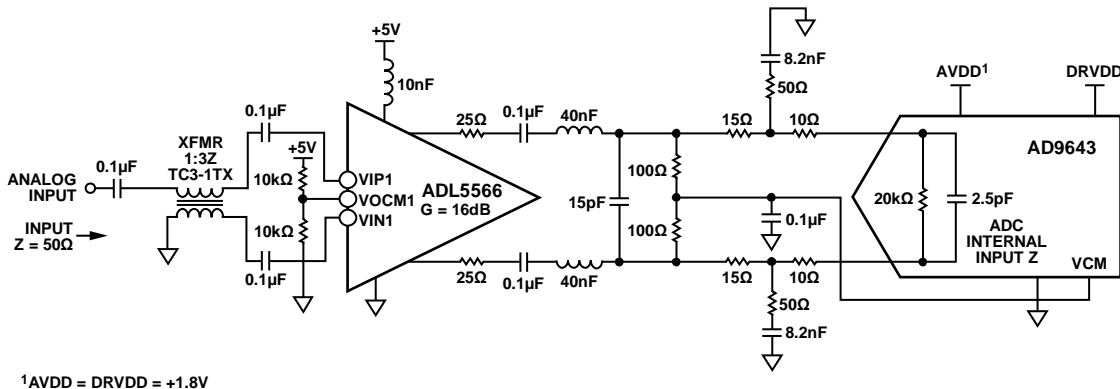 +5V
10nF
8.2nF
50Ω
AVDD¹
DRVDD
0.1µF
XFMR
1:3Z
TC3-1TX
+5V
10kΩ
10kΩ
0.1µF
0.1µF
ANALOG
INPUT
INPUT
Z = 50Ω
VIP1
VOCM1
VIN1
ADL5566
G = 16dB
25Ω
0.1µF
40nF
25Ω
0.1µF
40nF
15pF
100Ω
100Ω
15Ω
10Ω
0.1µF
15Ω
10Ω
50Ω
8.2nF
AD9643
20kΩ
2.5pF
ADC
INTERNAL
INPUT Z
VCM
¹AVDD = DRVDD = +1.8V